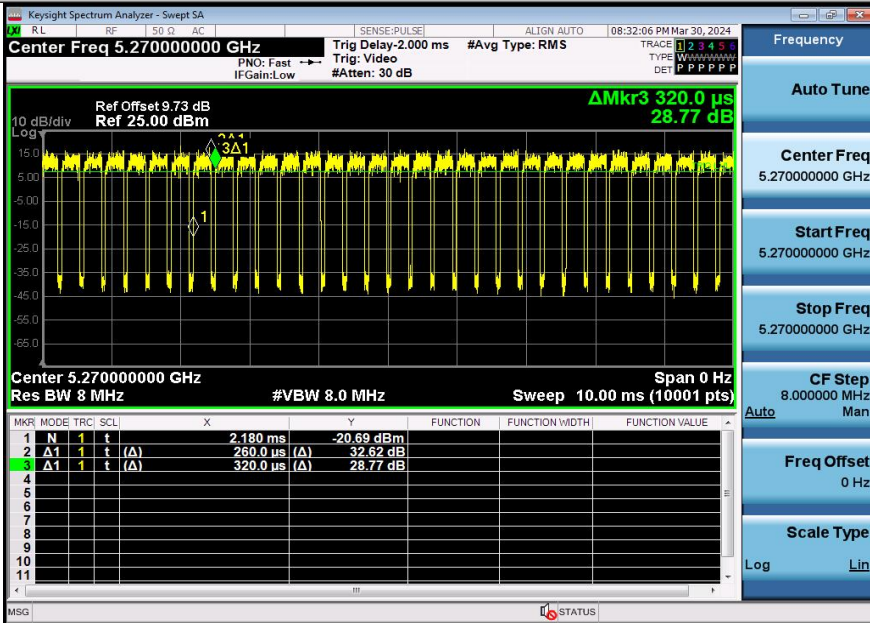 Keysight Spectrum Analyzer - Swept SA
LXI RL RF 50 Ω AC SENSE:PULSE ALIGN AUTO 08:32:06 PM Mar 30, 2024
Center Freq 5.270000000 GHz
PNO: Fast
IFGain:Low
Trig Delay-2.000 ms
Trig: Video
#Atten: 30 dB
#Avg Type: RMS
TRACE 1 2 3 4 5 6
TYPE WWWWWW
DET P P P P P P
Frequency
ΔMkr3 320.0 µs
28.77 dB
Ref Offset 9.73 dB
10 dB/div Ref 25.00 dBm
Log
3Δ1
1
15.0
5.00
-5.00
-15.0
-25.0
-35.0
-45.0
-55.0
-65.0
Center 5.270000000 GHz Span 0 Hz
Res BW 8 MHz #VBW 8.0 MHz Sweep 10.00 ms (10001 pts)
MKR MODE TRC SCL X Y FUNCTION FUNCTION WIDTH FUNCTION VALUE
1 N 1 t 2.180 ms -20.69 dBm
2 Δ1 1 t (Δ) 260.0 µs (Δ) 32.62 dB
3 Δ1 1 t (Δ) 320.0 µs (Δ) 28.77 dB
4
5
6
7
8
9
10
11
MSG STATUS
Auto Tune
Center Freq
5.270000000 GHz
Start Freq
5.270000000 GHz
Stop Freq
5.270000000 GHz
CF Step
8.000000 MHz
Auto Man
Freq Offset
0 Hz
Scale Type
Log Lin